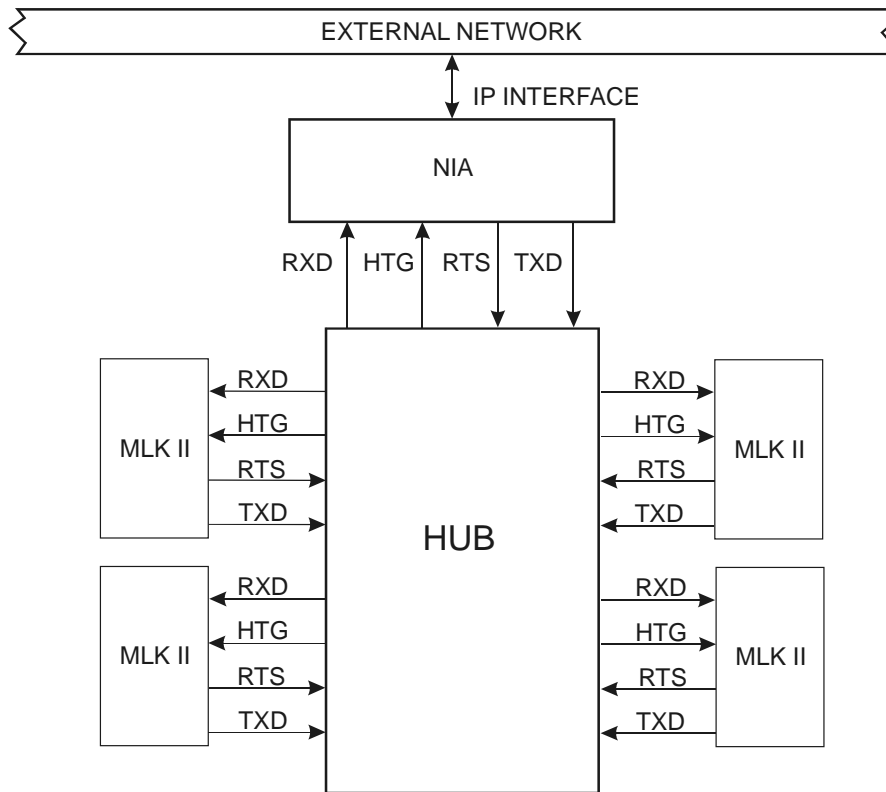 EXTERNAL NETWORK
IP INTERFACE
NIA
RXD HTG RTS TXD
RXD
HTG
MLK II
RTS
TXD
RXD
HTG
MLK II
RTS
TXD
HUB
RXD
HTG
MLK II
RTS
TXD
RXD
HTG
MLK II
RTS
TXD